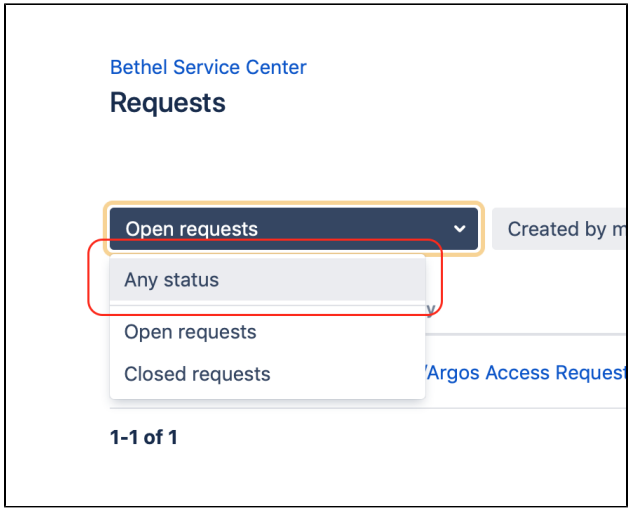 Bethel Service Center
Requests
Open requests
Created by m
Any status
y
Open requests
Closed requests
/Argos Access Request
1-1 of 1